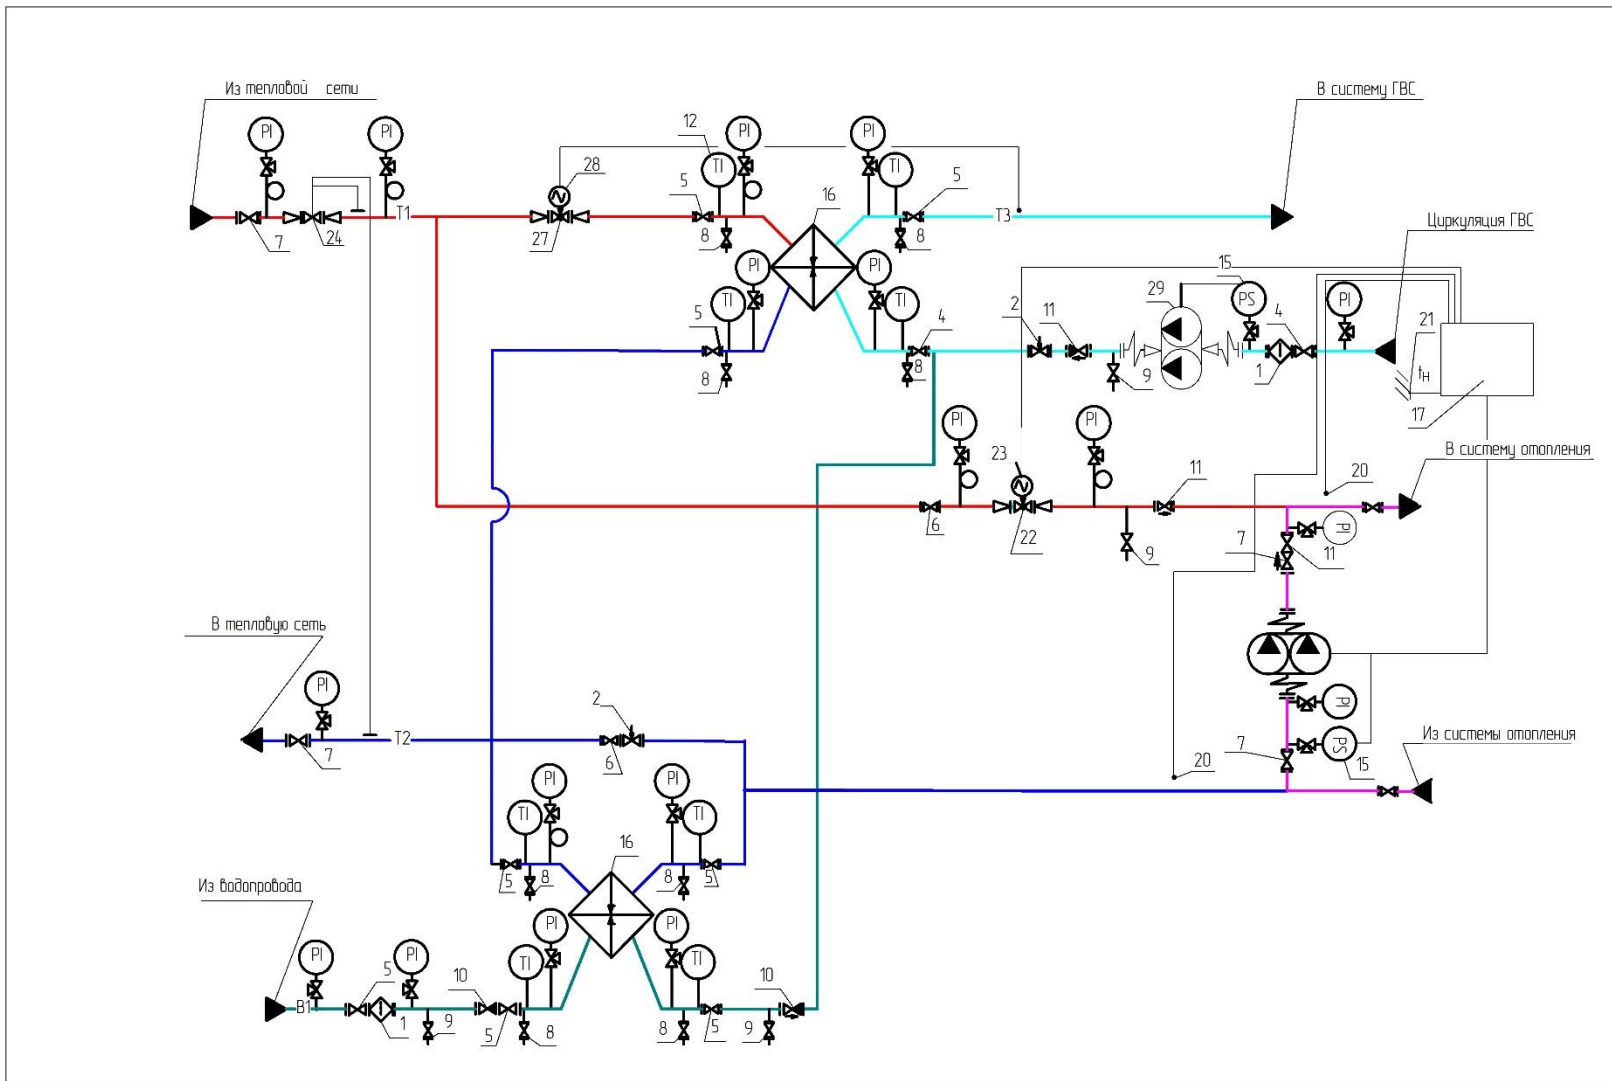 Из тепловой сети
В систему ГВС
PI
PI
12
PI
PI
TI
28
TI
5
5
16
T1
T3
7
24
27
8
8
Циркуляция ГВС
PI
PI
15
29
PS
PI
TI
TI
5
4
2
11
4
21
tн
8
8
9
1
17
PI
PI
23
11
20
В систему отопления
6
22
9
PI
7
11
В тепловую сеть
PI
2
PI
T2
7
6
Из системы отопления
7
PS
15
20
PI
PI
TI
TI
16
5
8
8
5
Из водопровода
PI
PI
PI
PI
5
10
TI
TI
10
B1
1
9
5
8
8
5
9